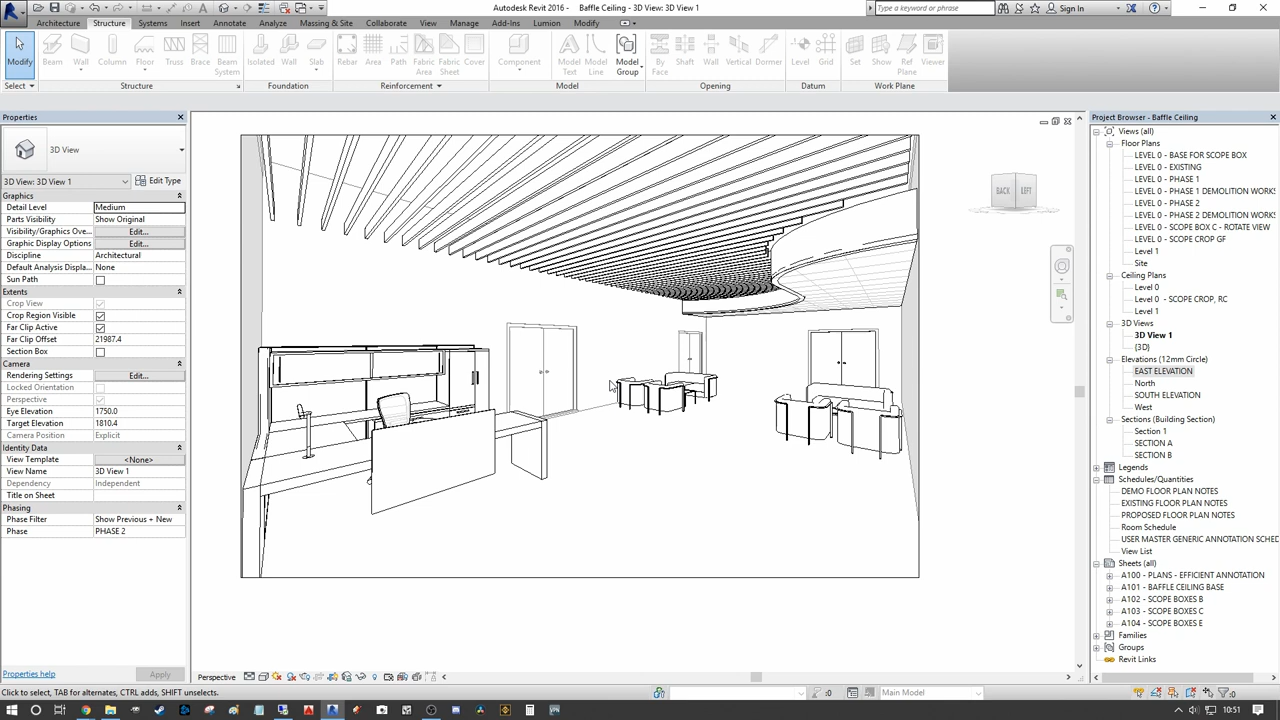 Autodesk Revit 2016 - Baffle Ceiling - 3D View: 3D View 1
Type a keyword or phrase
Sign In
Architecture Structure Systems Insert Annotate Analyze Massing & Site Collaborate View Manage Add-Ins Lumion Modify
Modify Beam Wall Column Floor Truss Brace Beam System Isolated Wall Slab Rebar Area Path Fabric Area Fabric Sheet Cover Component Model Text Model Line Model Group By Face Shaft Wall Vertical Dormer Level Grid Set Show Ref Plane Viewer
Select Structure Foundation Reinforcement Model Opening Datum Work Plane
Properties
3D View
3D View: 3D View 1 Edit Type
Graphics
Detail Level Medium
Parts Visibility Show Original
Visibility/Graphics Ove... Edit...
Graphic Display Options Edit...
Discipline Architectural
Default Analysis Displa... None
Sun Path
Extents
Crop View
Crop Region Visible
Far Clip Active
Far Clip Offset 21987.4
Section Box
Camera
Rendering Settings Edit...
Locked Orientation
Perspective
Eye Elevation 1750.0
Target Elevation 1810.4
Camera Position Explicit
Identity Data
View Template <None>
View Name 3D View 1
Dependency Independent
Title on Sheet
Phasing
Phase Filter Show Previous + New
Phase PHASE 2
Properties help Apply
BACK LEFT
Project Browser - Baffle Ceiling
Views (all)
Floor Plans
LEVEL 0 - BASE FOR SCOPE BOX
LEVEL 0 - EXISTING
LEVEL 0 - PHASE 1
LEVEL 0 - PHASE 1 DEMOLITION WORKS
LEVEL 0 - PHASE 2
LEVEL 0 - PHASE 2 DEMOLITION WORKS
LEVEL 0 - SCOPE BOX C - ROTATE VIEW
LEVEL 0 - SCOPE CROP GF
Level 1
Site
Ceiling Plans
Level 0
Level 0 - SCOPE CROP, RC
Level 1
3D Views
3D View 1
{3D}
Elevations (12mm Circle)
EAST ELEVATION
North
SOUTH ELEVATION
West
Sections (Building Section)
Section 1
SECTION A
SECTION B
Legends
Schedules/Quantities
DEMO FLOOR PLAN NOTES
EXISTING FLOOR PLAN NOTES
PROPOSED FLOOR PLAN NOTES
Room Schedule
USER MASTER GENERIC ANNOTATION SCHED
View List
Sheets (all)
A100 - PLANS - EFFICIENT ANNOTATION
A101 - BAFFLE CEILING BASE
A102 - SCOPE BOXES B
A103 - SCOPE BOXES C
A104 - SCOPE BOXES E
Families
Groups
Revit Links
Perspective
Click to select, TAB for alternates, CTRL adds, SHIFT unselects.
:0 Main Model :0
10:51